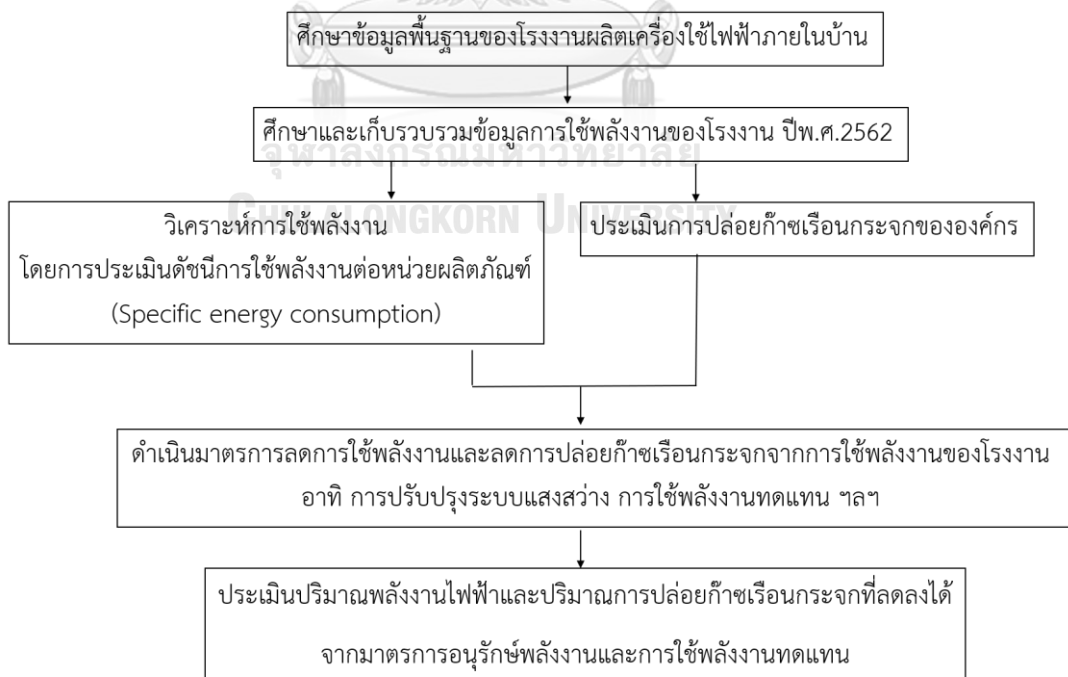 ศึกษาข้อมูลพื้นฐานของโรงงานผลิตเครื่องใช้ไฟฟ้าภายในบ้าน
ศึกษาและเก็บรวบรวมข้อมูลการใช้พลังงานของโรงงาน ปีพ.ศ.2562
จุฬาลงกรณ์มหาวิทยาลัย
CHULALONGKORN UNIVERSITY
วิเคราะห์การใช้พลังงาน
โดยการประเมินดัชนีการใช้พลังงานต่อหน่วยผลิตภัณฑ์
(Specific energy consumption)
ประเมินการปล่อยก๊าซเรือนกระจกขององค์กร
ดำเนินมาตรการลดการใช้พลังงานและลดการปล่อยก๊าซเรือนกระจกจากการใช้พลังงานของโรงงาน
อาทิ การปรับปรุงระบบแสงสว่าง การใช้พลังงานทดแทน ฯลฯ
ประเมินปริมาณพลังงานไฟฟ้าและปริมาณการปล่อยก๊าซเรือนกระจกที่ลดลงได้
จากมาตรการอนุรักษ์พลังงานและการใช้พลังงานทดแทน